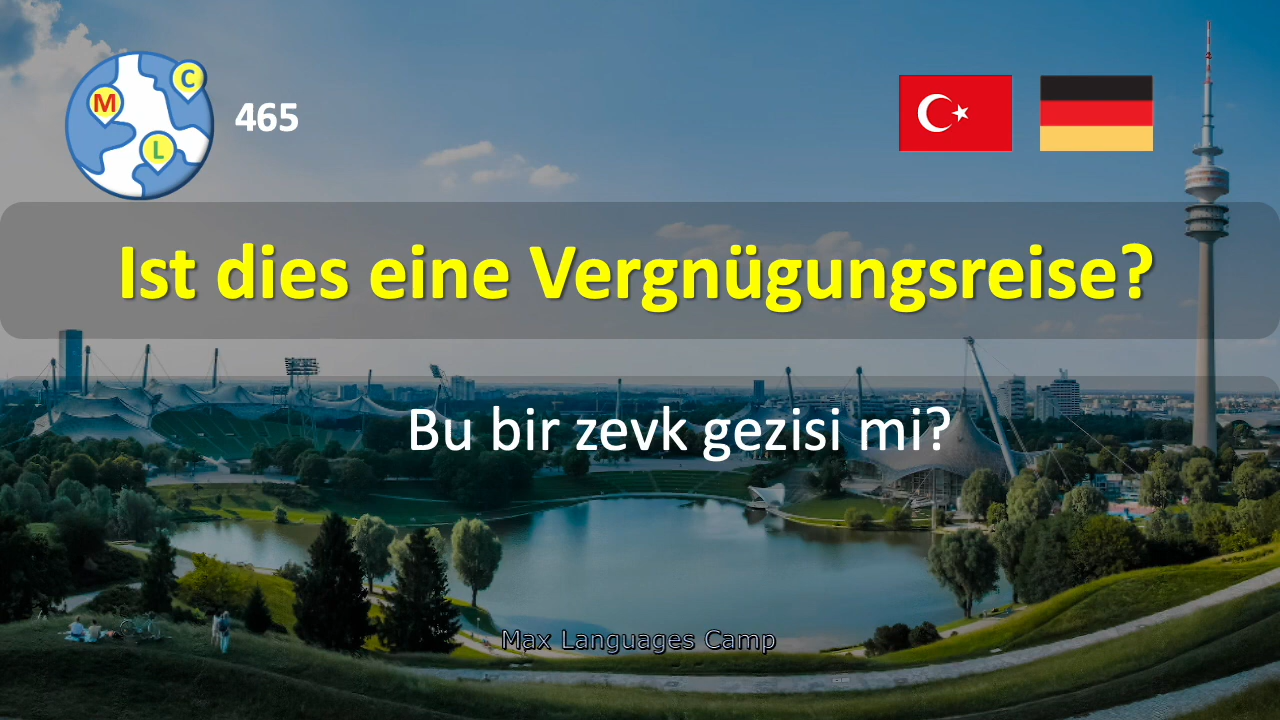 M
C
L
465
Ist dies eine Vergnügungsreise?
Bu bir zevk gezisi mi?
Max Languages Camp